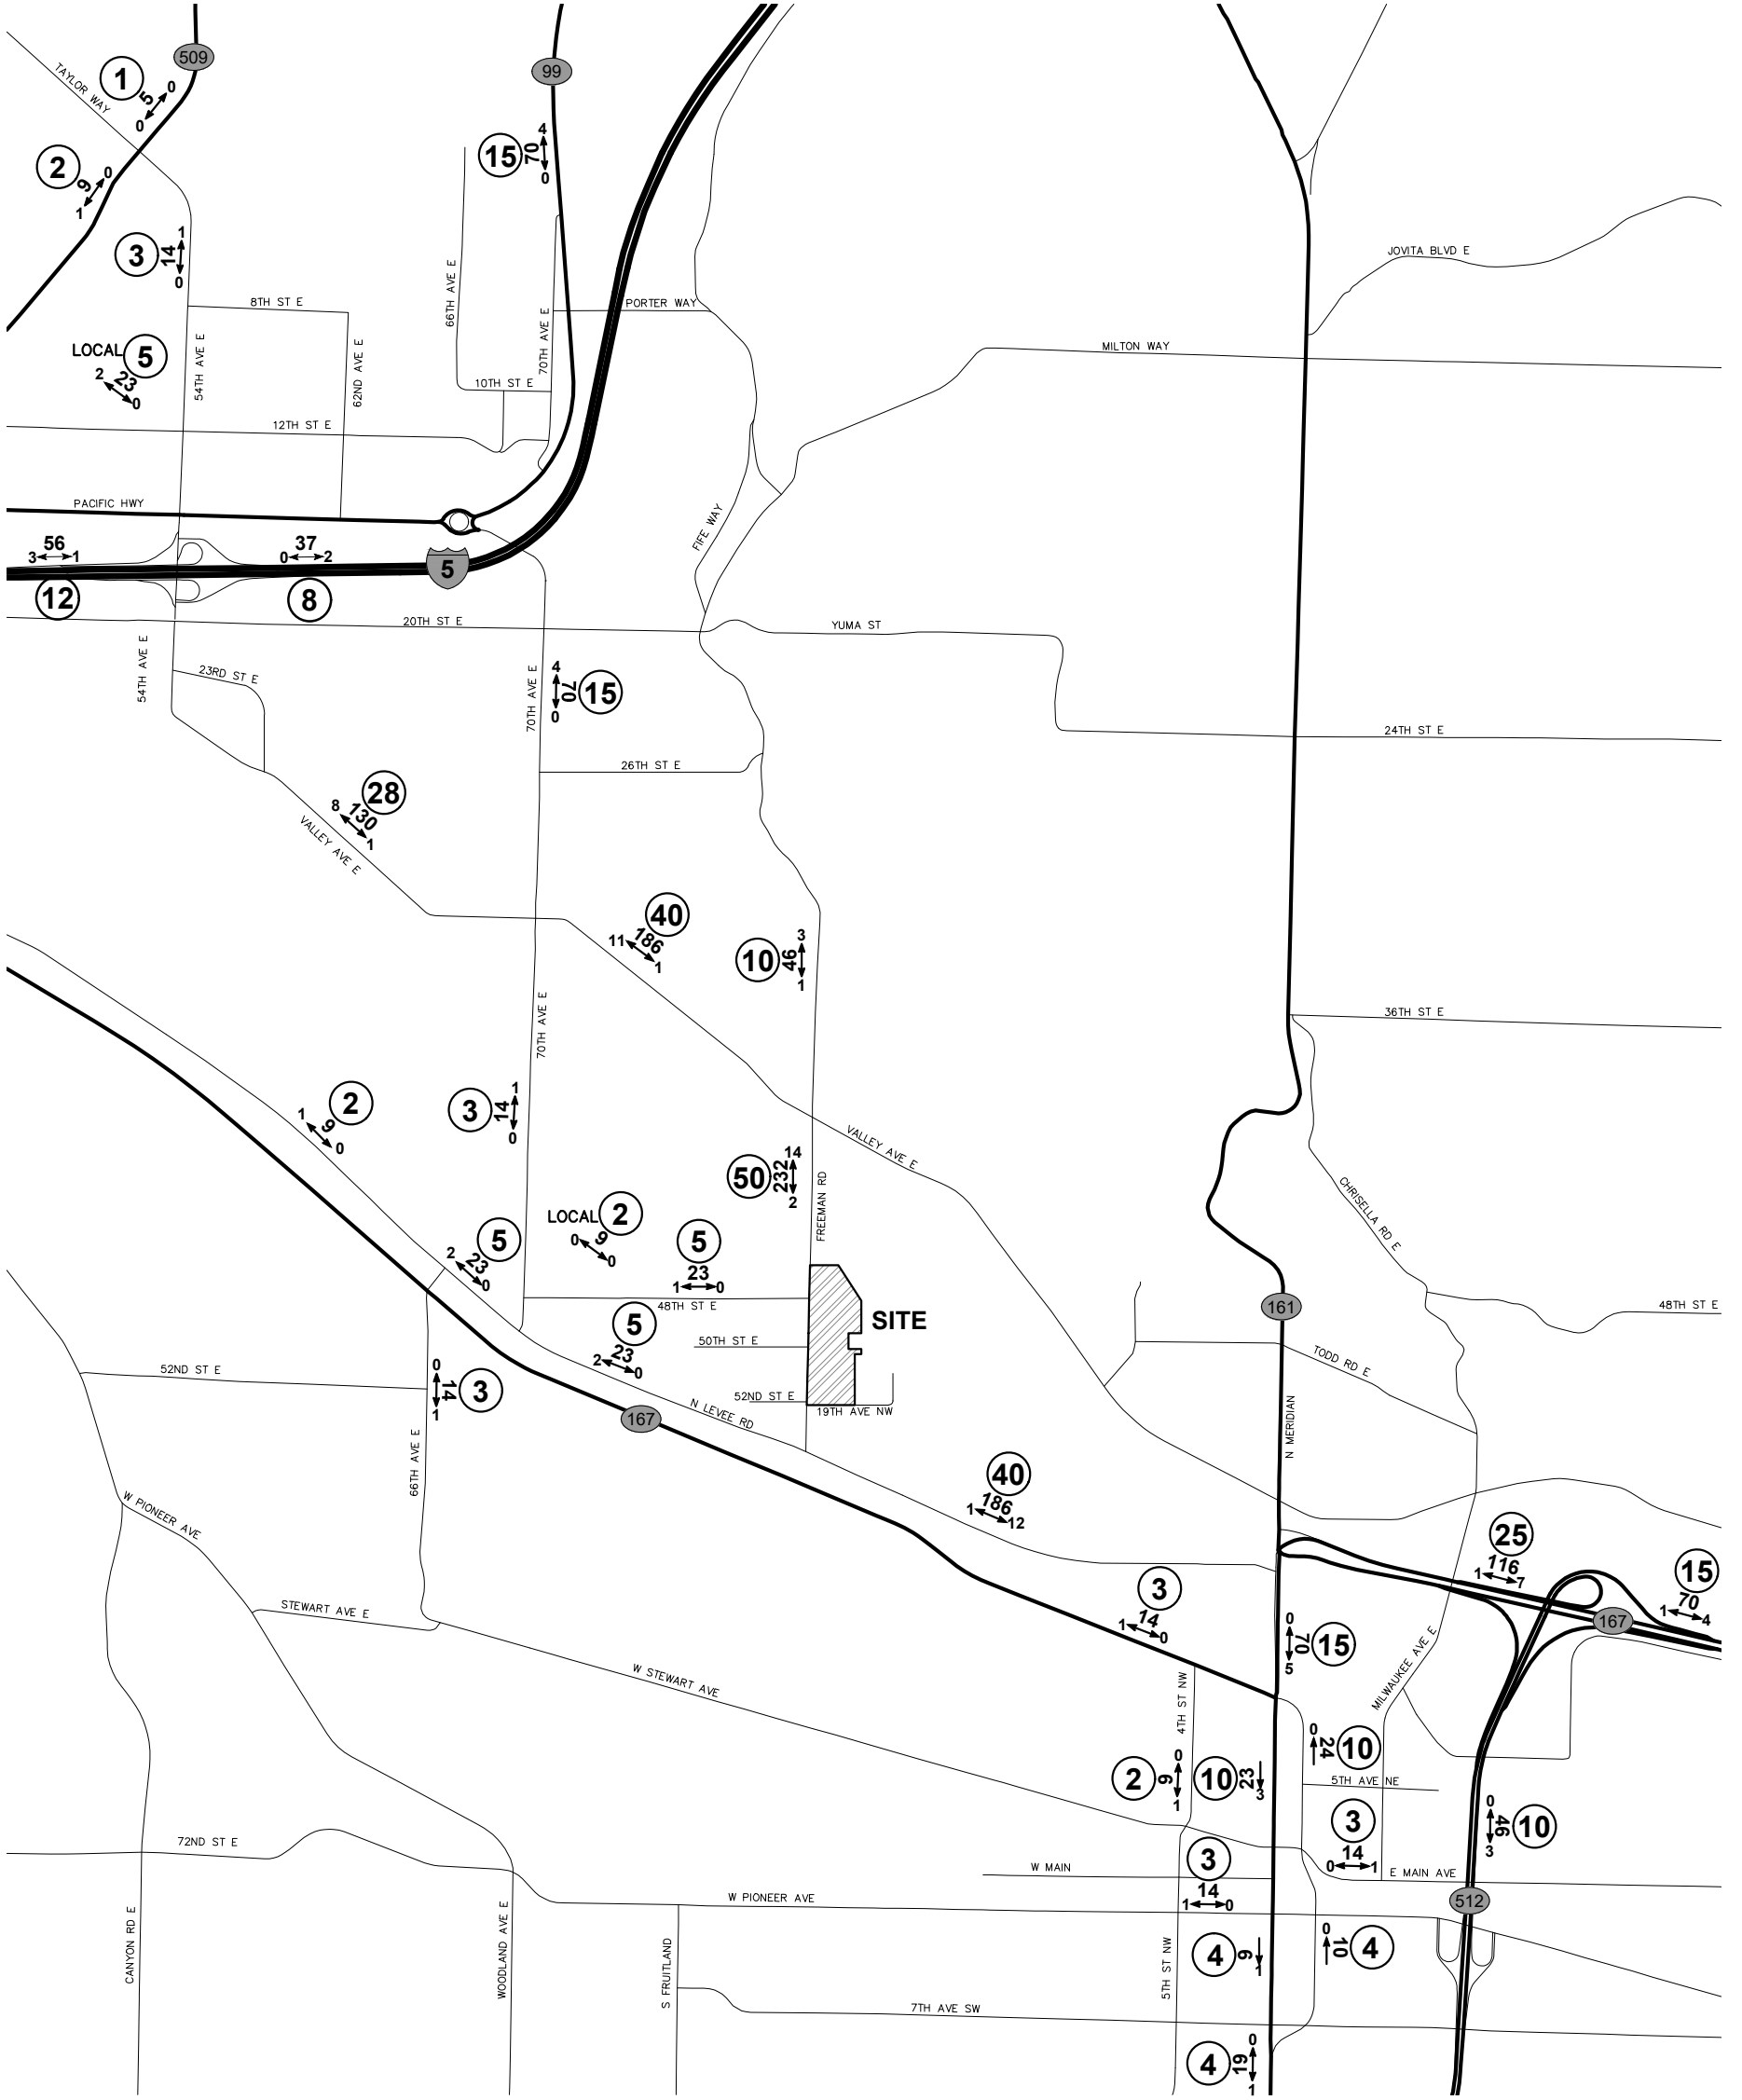 509
99
TAYLOR WAY
1
0
5
0
2
0
9
1
15
4
70
0
3
1
14
0
66TH AVE E
JOVITA BLVD E
8TH ST E
PORTER WAY
54TH AVE E
62ND AVE E
70TH AVE E
LOCAL 5
2
23
0
MILTON WAY
10TH ST E
12TH ST E
PACIFIC HWY
FIFE WAY
56
3 1
12
37
0 2
8
5
20TH ST E
YUMA ST
54TH AVE E
23RD ST E
70TH AVE E
4
70
0
15
24TH ST E
26TH ST E
28
8
130
1
VALLEY AVE E
40
11
186
1
10
3
46
1
70TH AVE E
36TH ST E
2
1
9
0
3
1
14
0
VALLEY AVE E
50
14
232
2
FREEMAN RD
CHRISELLA RD E
LOCAL 2
0
9
0
5
2
23
0
5
23
1 0
48TH ST E
161
48TH ST E
SITE
5
2
23
0
50TH ST E
TODD RD E
52ND ST E
0
14
1
3
52ND ST E
19TH AVE NW
N LEVEE RD
167
N MERIDIAN
66TH AVE E
40
1
186
12
W PIONEER AVE
25
1
116
7
15
1
70
4
167
3
1
14
0
STEWART AVE E
0
70
5
15
MILWAUKEE AVE E
W STEWART AVE
4TH ST NW
0
24
10
2
0
9
1
10
23
3
5TH AVE NE
3
14
0 1
0
46
3
10
72ND ST E
3
14
1 0
W MAIN
E MAIN AVE
W PIONEER AVE
512
CANYON RD E
WOODLAND AVE E
S FRUITLAND
5TH ST NW
4
9
1
0
10
4
7TH AVE SW
4
0
19
1